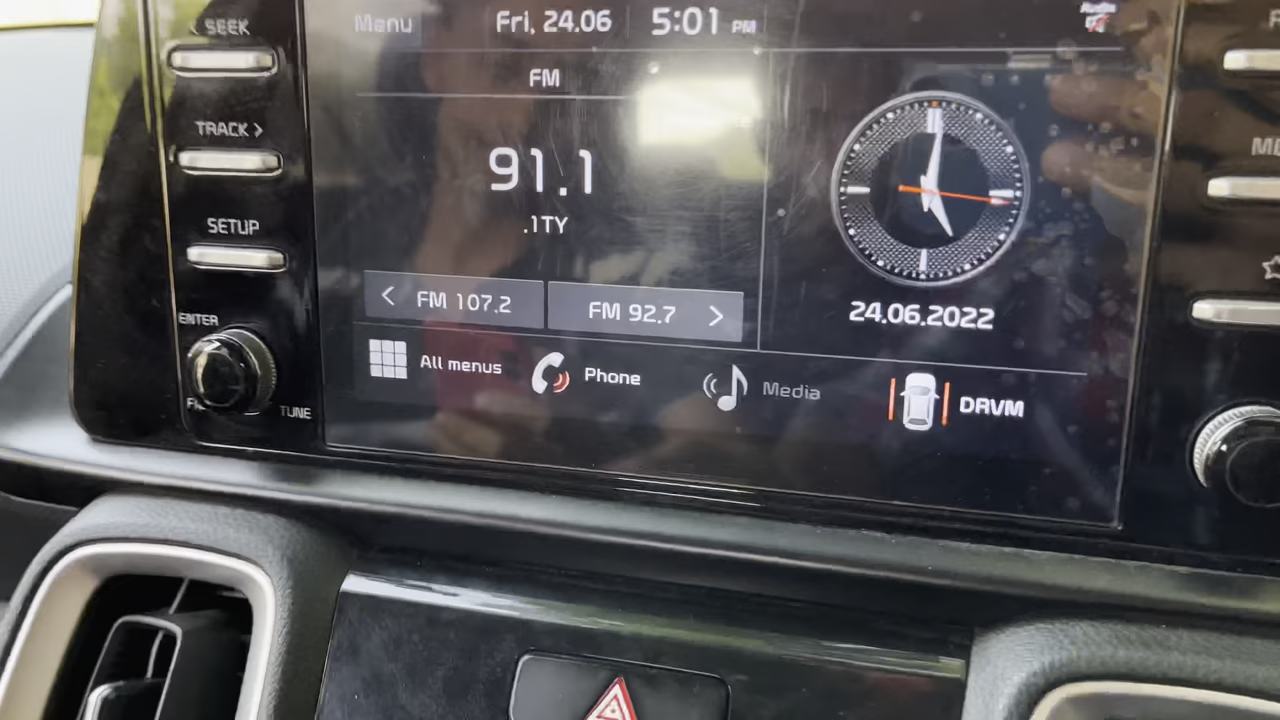 < SEEK
TRACK >
SETUP
ENTER
TUNE
Menu
Fri, 24.06
5:01 PM
Audio
FM
91.1
.1TY
< FM 107.2
FM 92.7 >
24.06.2022
All menus
Phone
Media
DRVM